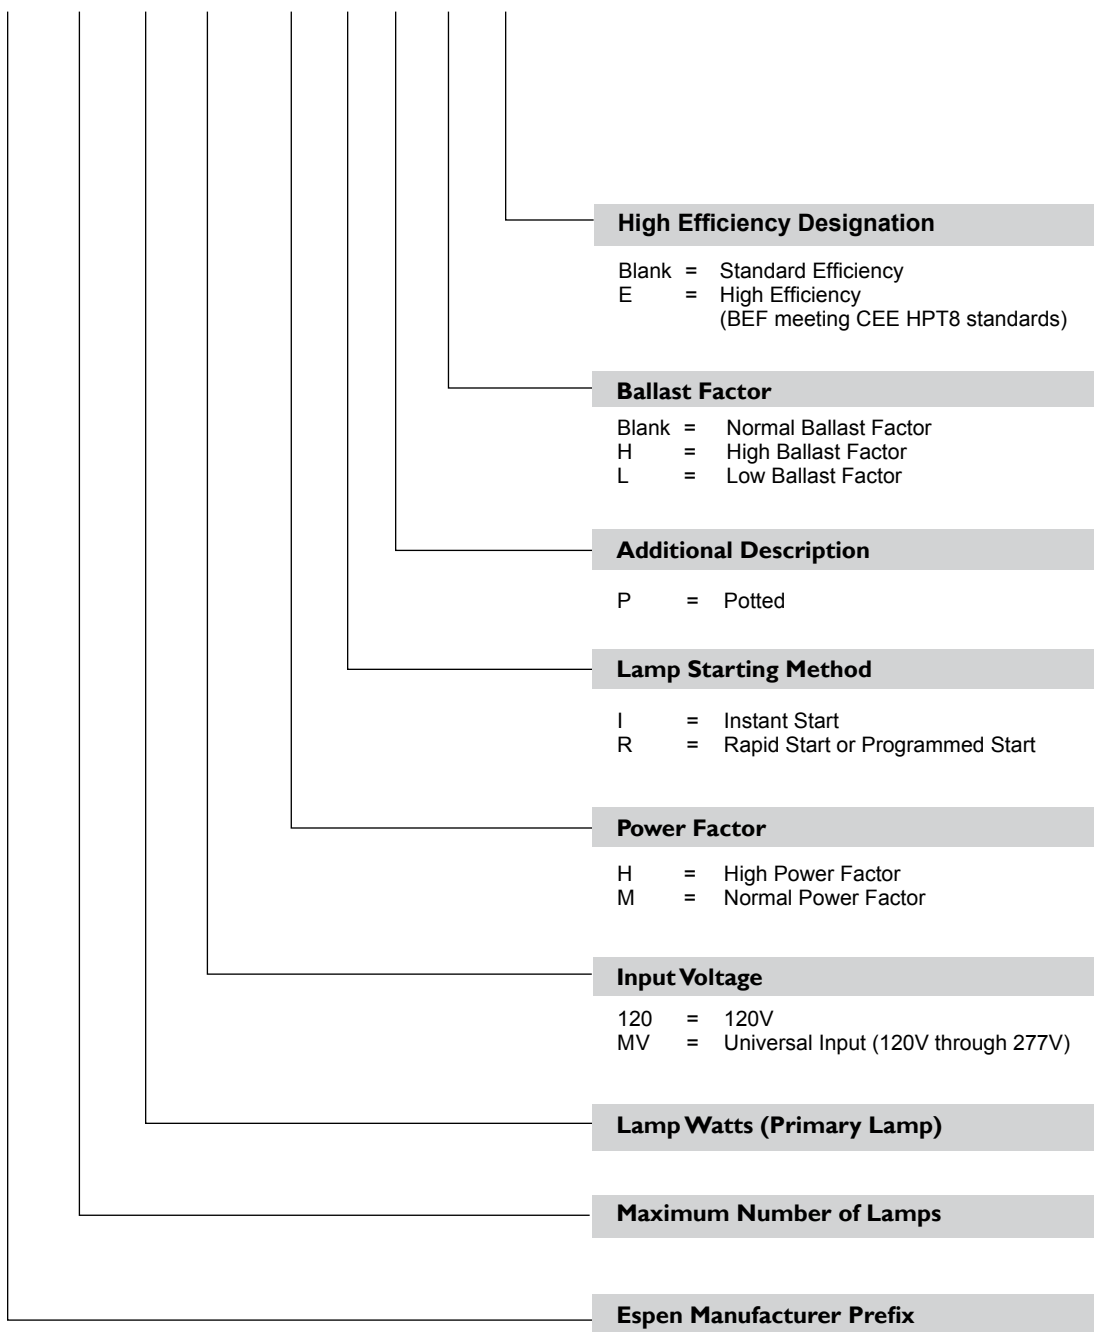 High Efficiency Designation
Blank = Standard Efficiency
E = High Efficiency
(BEF meeting CEE HPT8 standards)
Ballast Factor
Blank = Normal Ballast Factor
H = High Ballast Factor
L = Low Ballast Factor
Additional Description
P = Potted
Lamp Starting Method
I = Instant Start
R = Rapid Start or Programmed Start
Power Factor
H = High Power Factor
M = Normal Power Factor
Input Voltage
120 = 120V
MV = Universal Input (120V through 277V)
Lamp Watts (Primary Lamp)
Maximum Number of Lamps
Espen Manufacturer Prefix